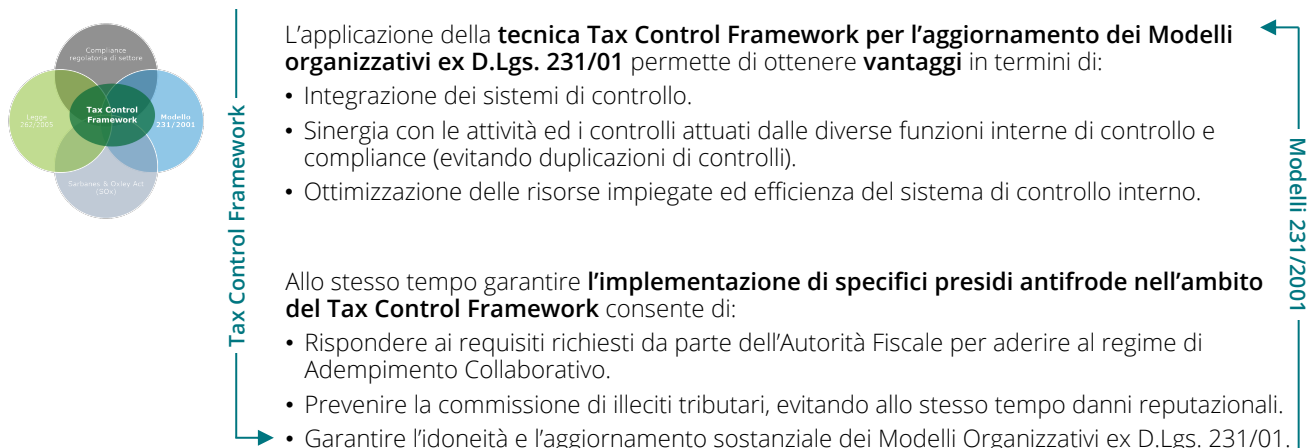 Compliance
regolatoria di settore
Legge
262/2005
Tax Control
Framework
Modello
231/2001
Sarbanes & Oxley Act
(SOx)
Tax Control Framework
L'applicazione della tecnica Tax Control Framework per l'aggiornamento dei Modelli
organizzativi ex D.Lgs. 231/01 permette di ottenere vantaggi in termini di:
• Integrazione dei sistemi di controllo.
• Sinergia con le attività ed i controlli attuati dalle diverse funzioni interne di controllo e
compliance (evitando duplicazioni di controlli).
• Ottimizzazione delle risorse impiegate ed efficienza del sistema di controllo interno.
Allo stesso tempo garantire l'implementazione di specifici presidi antifrode nell'ambito
del Tax Control Framework consente di:
• Rispondere ai requisiti richiesti da parte dell'Autorità Fiscale per aderire al regime di
Adempimento Collaborativo.
• Prevenire la commissione di illeciti tributari, evitando allo stesso tempo danni reputazionali.
• Garantire l'idoneità e l'aggiornamento sostanziale dei Modelli Organizzativi ex D.Lgs. 231/01.
Modelli 231/2001